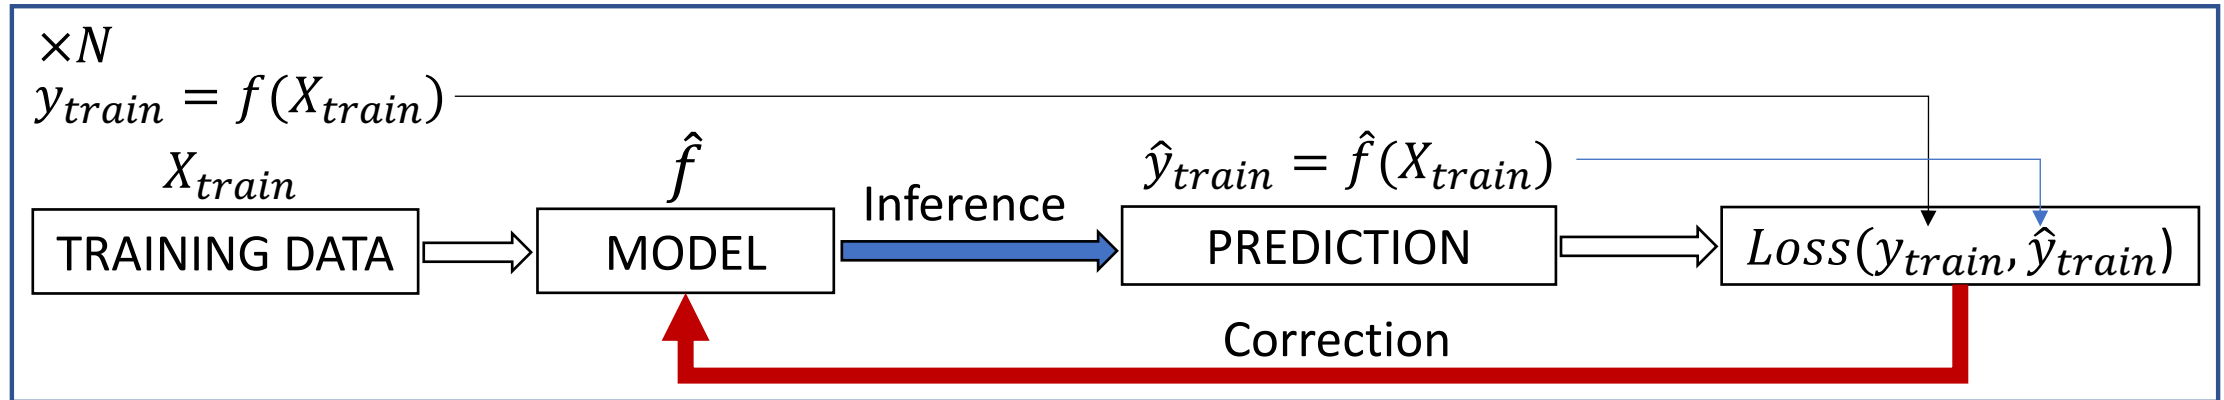 ×N
y_train = f(X_train)
X_train
f̂
Inference
ŷ_train = f̂(X_train)
TRAINING DATA
MODEL
PREDICTION
Loss(y_train, ŷ_train)
Correction